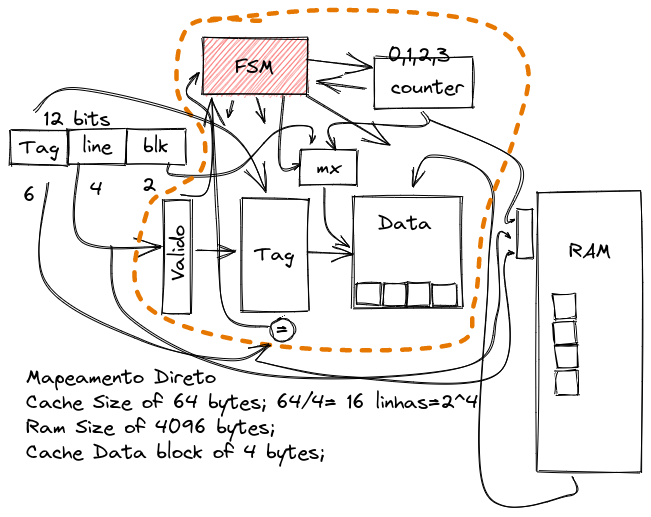 0,1,2,3
FSM
counter
12 bits
Tag line blk
mx
6 4 2
Valido
Tag
Data
RAM
=
Mapeamento Direto
Cache Size of 64 bytes; 64/4= 16 linhas=2^4
Ram Size of 4096 bytes;
Cache Data block of 4 bytes;